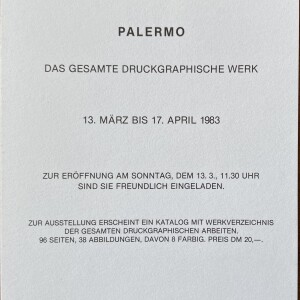 PALERMO
DAS GESAMTE DRUCKGRAPHISCHE WERK
13. MÄRZ BIS 17. APRIL 1983
ZUR ERÖFFNUNG AM SONNTAG, DEM 13. 3., 11.30 UHR
SIND SIE FREUNDLICH EINGELADEN.
ZUR AUSSTELLUNG ERSCHEINT EIN KATALOG MIT WERKVERZEICHNIS
DER GESAMTEN DRUCKGRAPHISCHEN ARBEITEN.
96 SEITEN, 38 ABBILDUNGEN, DAVON 8 FARBIG. PREIS DM 20,—.